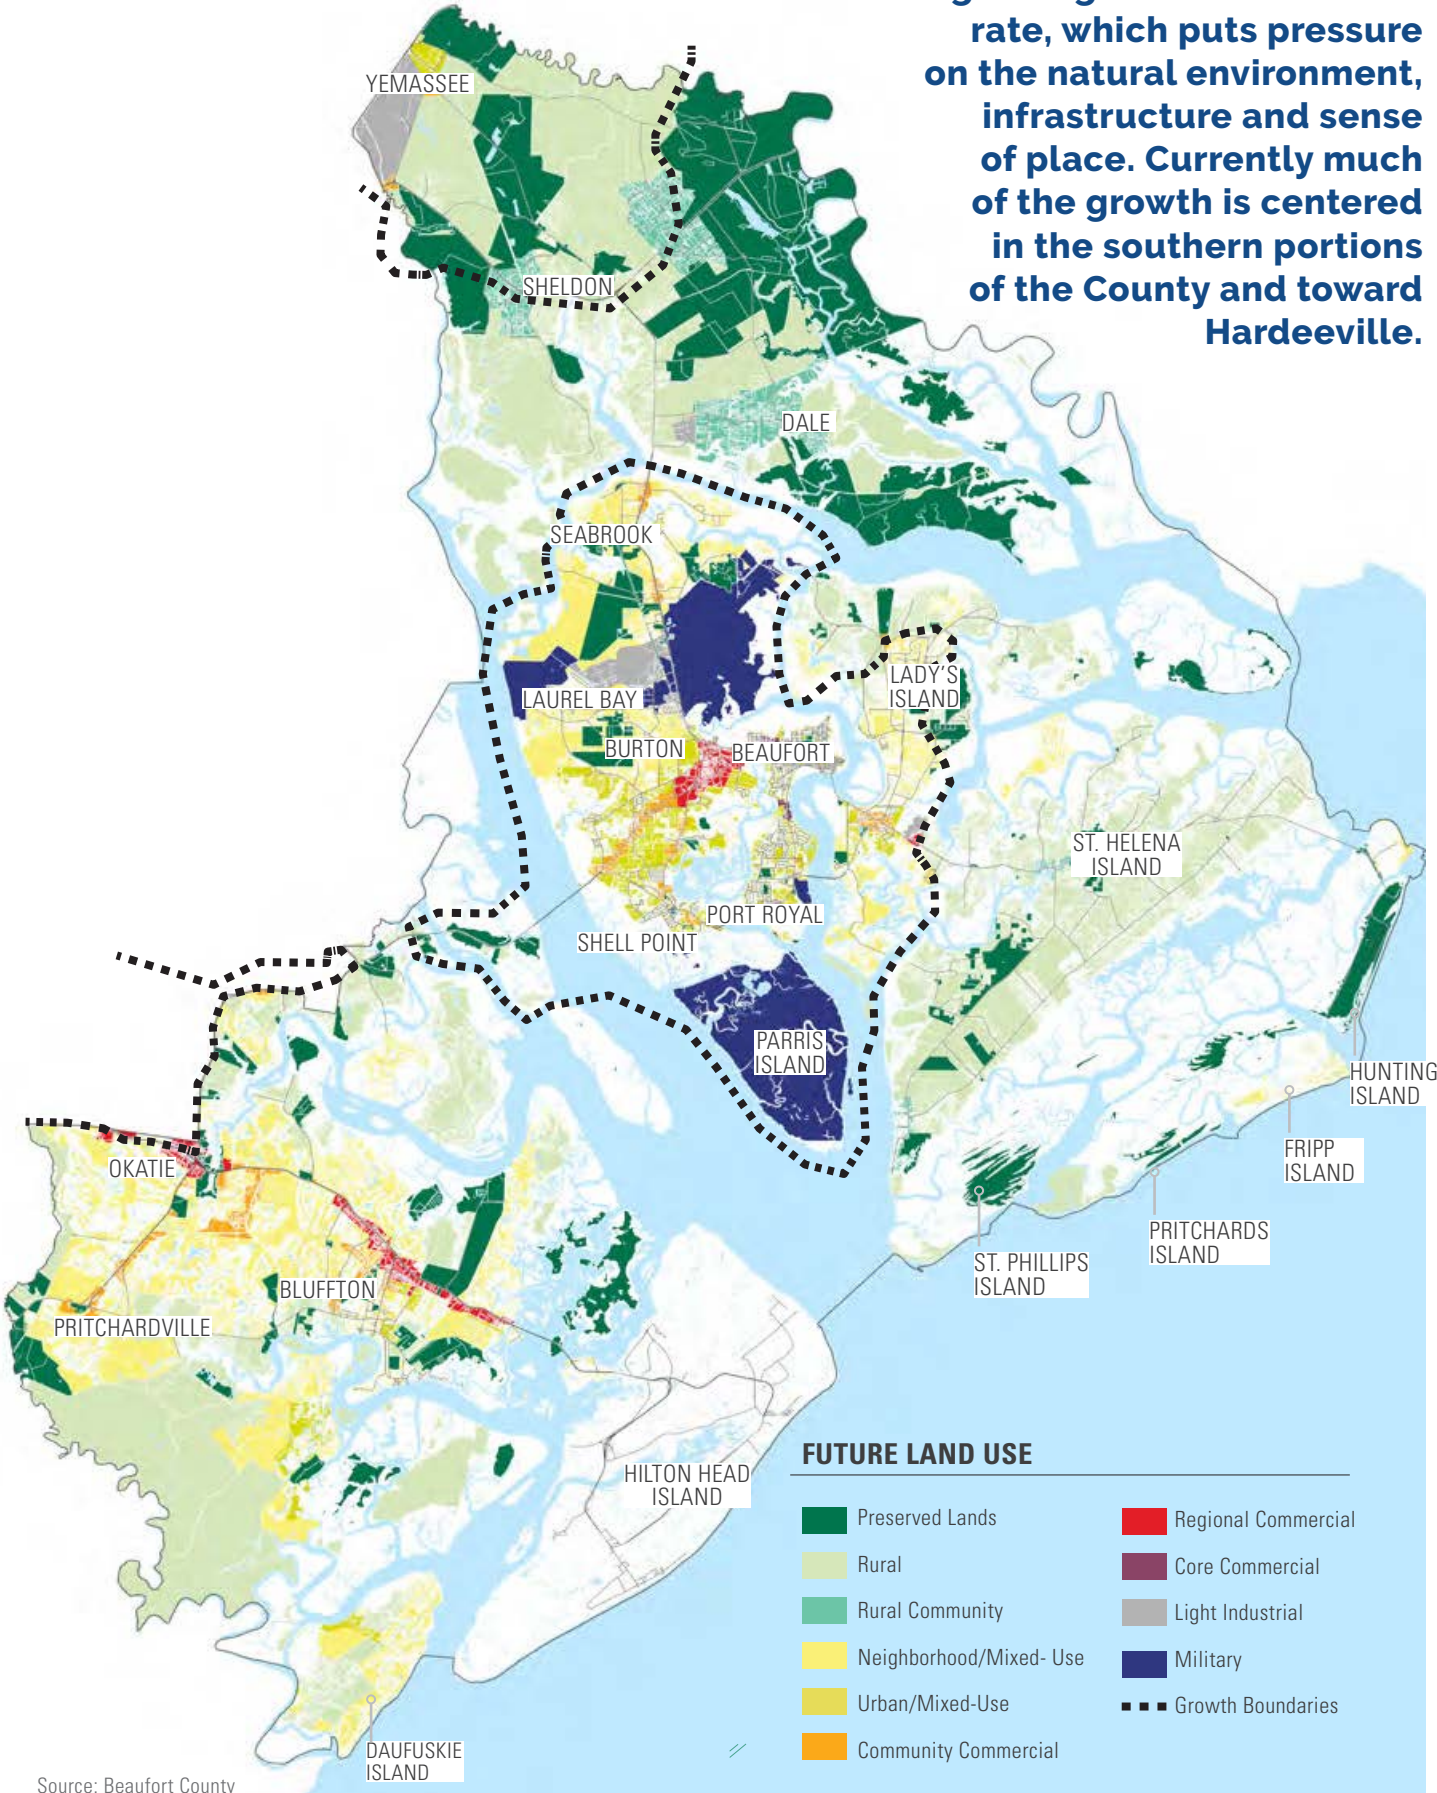 rate, which puts pressure
on the natural environment,
infrastructure and sense
of place. Currently much
of the growth is centered
in the southern portions
of the County and toward
Hardeeville.
YEMASSEE
SHELDON
DALE
SEABROOK
LAUREL BAY
LADY'S
ISLAND
BURTON
BEAUFORT
ST. HELENA
ISLAND
PORT ROYAL
SHELL POINT
PARRIS
ISLAND
HUNTING
ISLAND
FRIPP
ISLAND
PRITCHARDS
ISLAND
ST. PHILLIPS
ISLAND
OKATIE
BLUFFTON
PRITCHARDVILLE
HILTON HEAD
ISLAND
DAUFUSKIE
ISLAND
FUTURE LAND USE
Preserved Lands
Rural
Rural Community
Neighborhood/Mixed- Use
Urban/Mixed-Use
Community Commercial
Regional Commercial
Core Commercial
Light Industrial
Military
Growth Boundaries
Source: Beaufort County